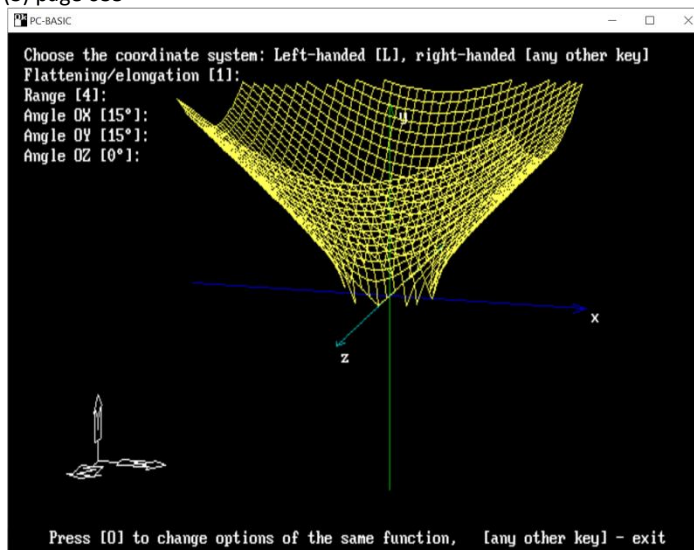 PC-BASIC
Choose the coordinate system: Left-handed [L], right-handed [any other key]
Flattening/elongation [1]:
Range [4]:
Angle OX [15°]:
Angle OY [15°]:
Angle OZ [0°]:
y
x
z
Press [O] to change options of the same function, [any other key] - exit